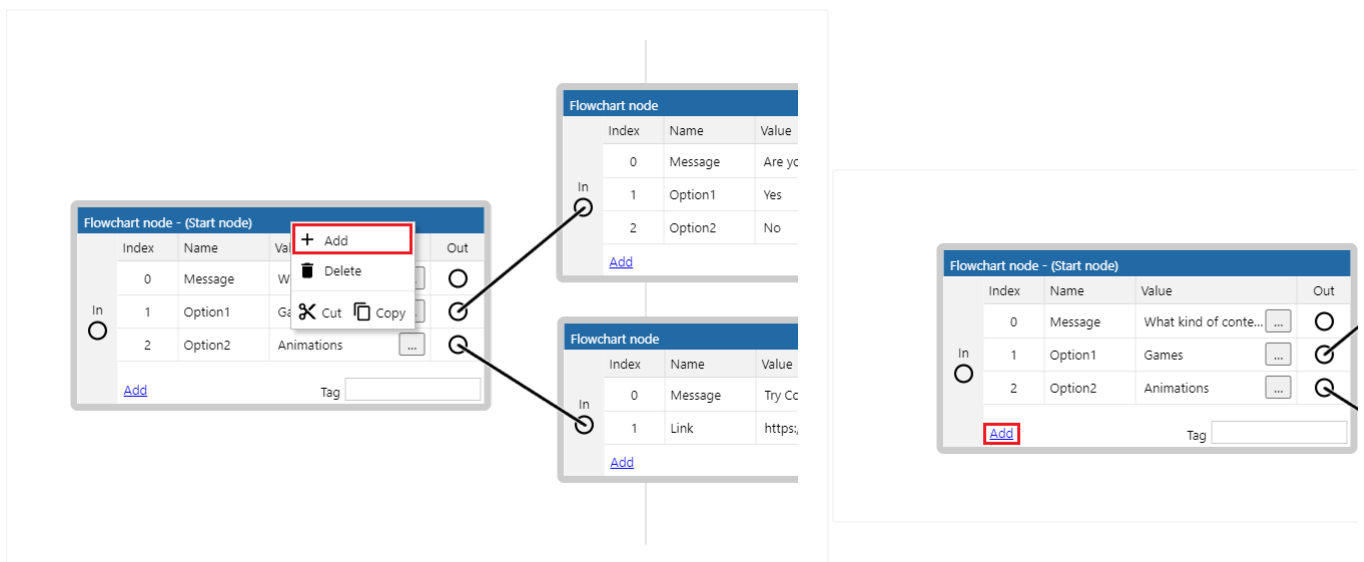 Flowchart node
Index Name Value
0 Message Are yo
In
1 Option1 Yes
2 Option2 No
Add
Flowchart node - (Start node)
Index Name Val Out
+ Add
0 Message W
Delete
In
1 Option1 Ga
Cut Copy
2 Option2 Animations ...
Add Tag
Flowchart node
Index Name Value
0 Message Try Co
In
1 Link https:/
Add
Flowchart node - (Start node)
Index Name Value Out
0 Message What kind of conte... ...
In
1 Option1 Games ...
2 Option2 Animations ...
Add Tag